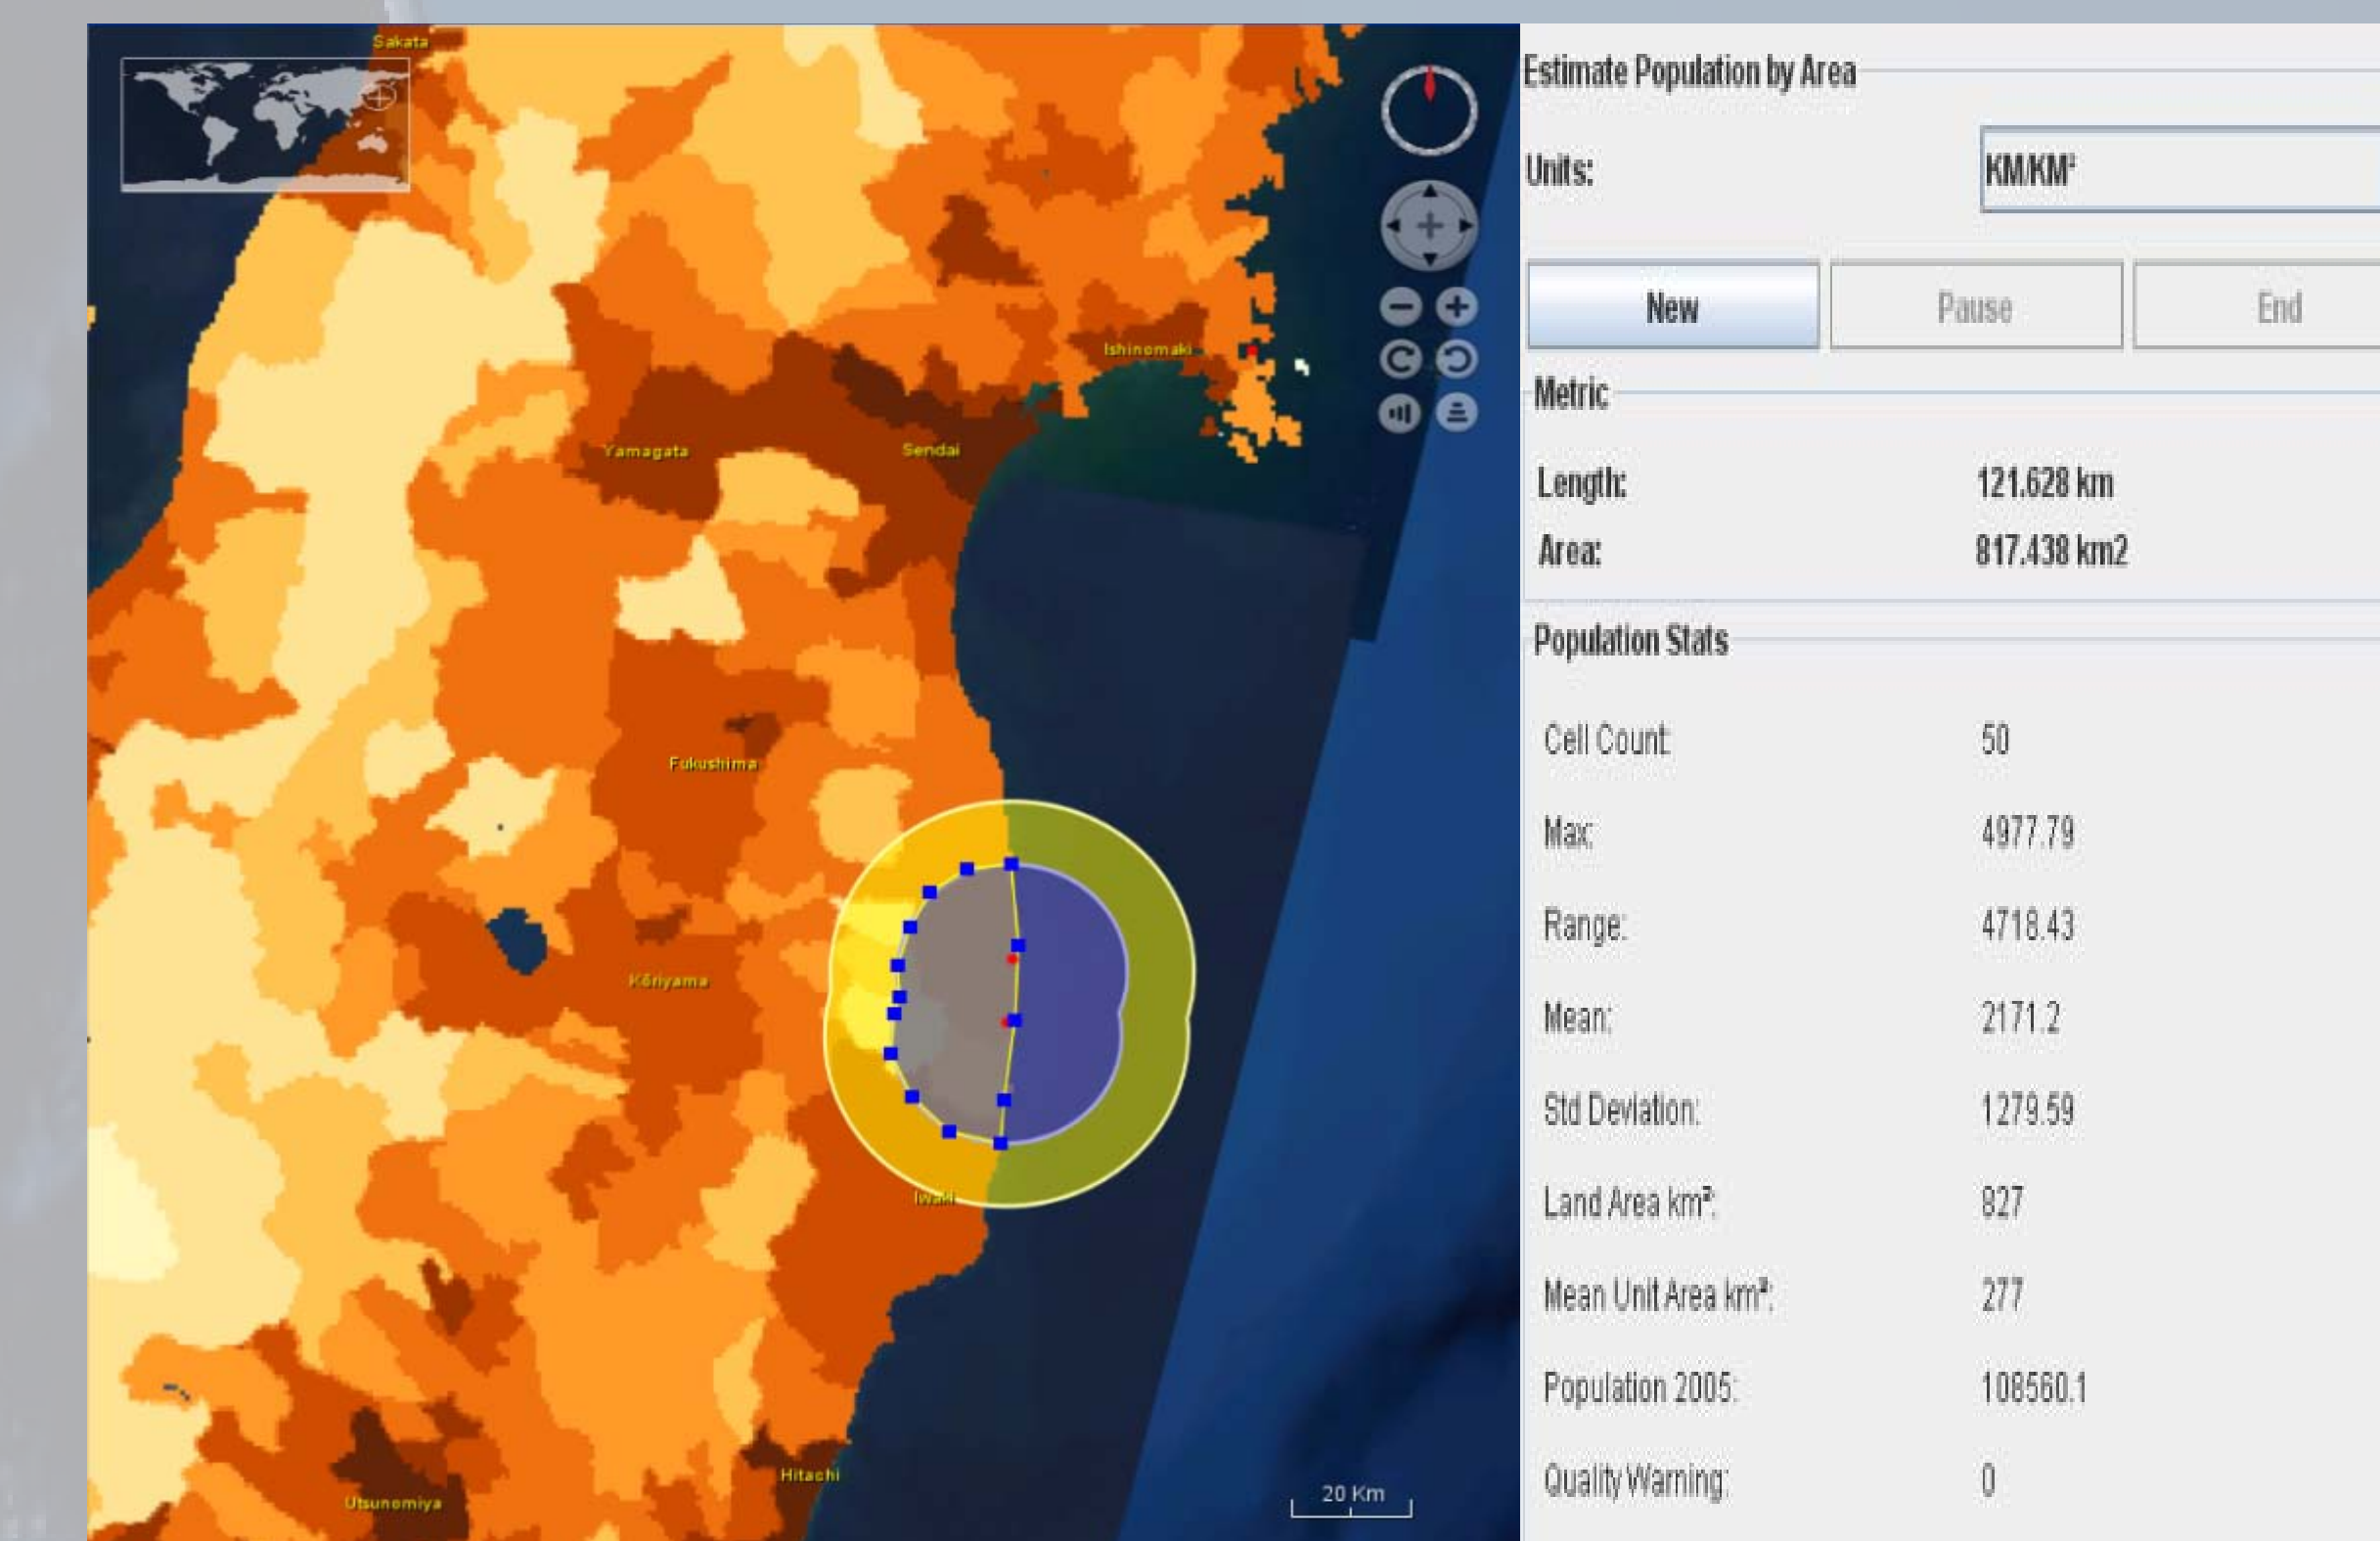 Sakata
Ishinomaki
Yamagata
Sendai
Fukushima
Kōriyama
Iwaki
Hitachi
Utsunomiya
20 Km
Estimate Population by Area
Units:
KM/KM²
New Pause End
Metric
Length: 121.628 km
Area: 817.438 km2
Population Stats
Cell Count: 50
Max: 4977.79
Range: 4718.43
Mean: 2171.2
Std Deviation: 1279.59
Land Area km²: 827
Mean Unit Area km²: 277
Population 2005: 108560.1
Quality Warning: 0